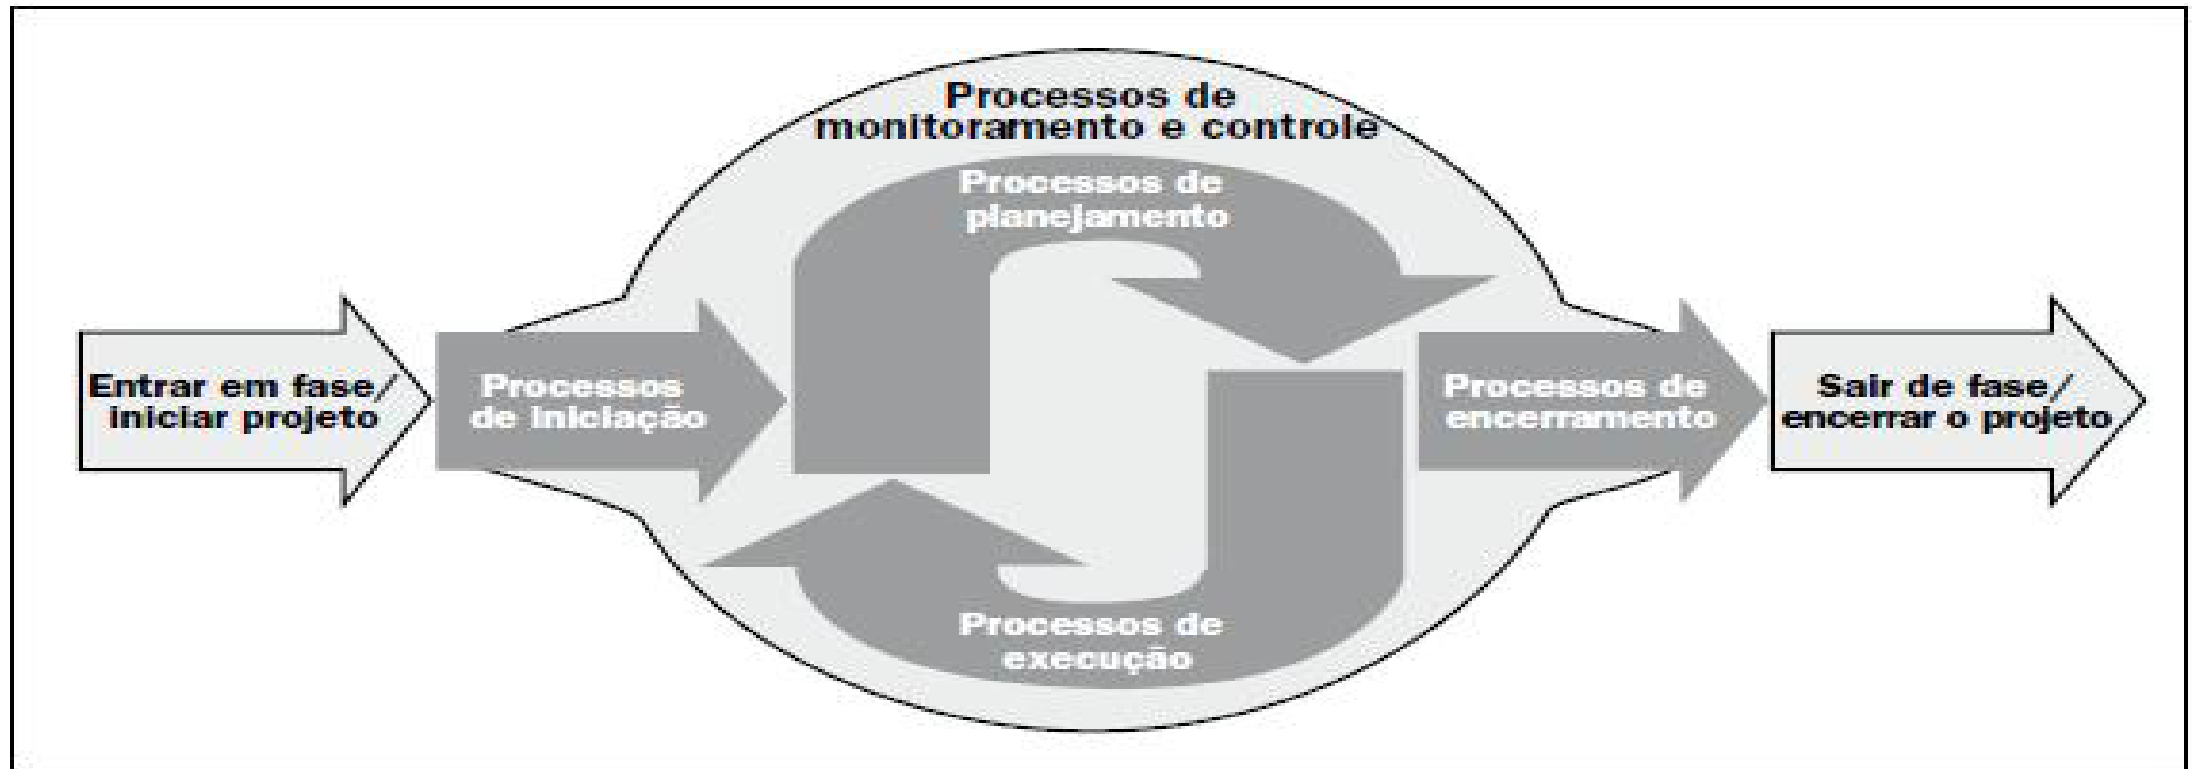 Processos de
monitoramento e controle
Processos de
planejamento
Entrar em fase/
iniciar projeto
Processos
de iniciação
Processos de
encerramento
Sair de fase/
encerrar o projeto
Processos de
execução